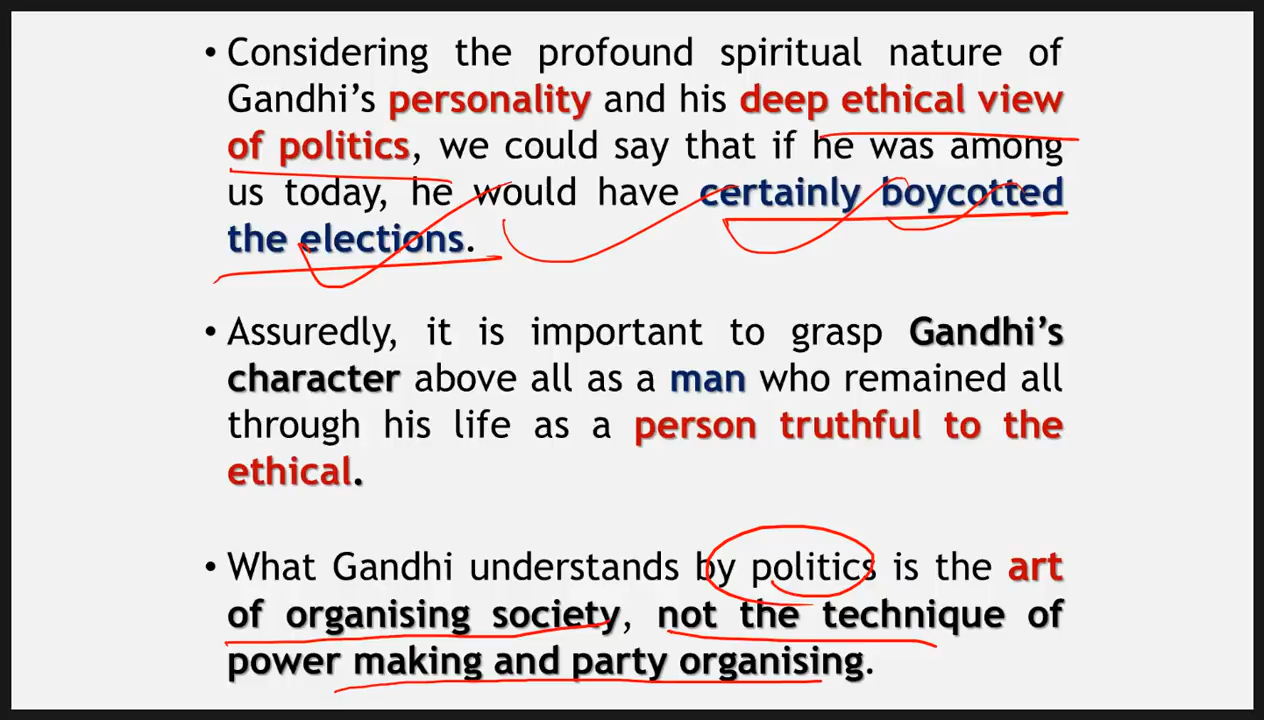 • Considering the profound spiritual nature of
Gandhi's personality and his deep ethical view
of politics, we could say that if he was among
us today, he would have certainly boycotted
the elections.
• Assuredly, it is important to grasp Gandhi's
character above all as a man who remained all
through his life as a person truthful to the
ethical.
• What Gandhi understands by politics is the art
of organising society, not the technique of
power making and party organising.